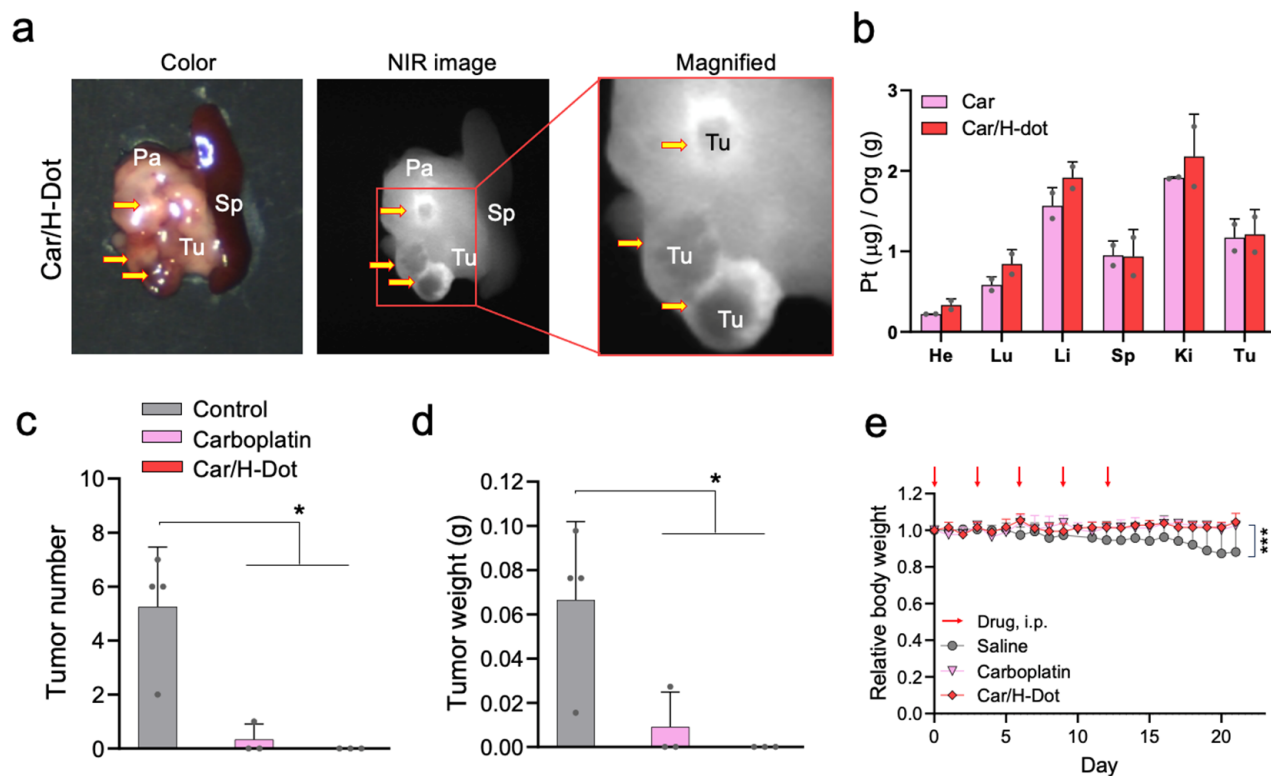 a
Color
NIR image
Magnified
Car/H-Dot
Pa
Sp
Tu
Pa
Sp
Tu
Tu
Tu
Tu
b
Car
Car/H-dot
Pt (µg) / Org (g)
3
2
1
0
He Lu Li Sp Ki Tu
c
Control
Carboplatin
Car/H-Dot
Tumor number
10
8
6
4
2
0
*
d
Tumor weight (g)
0.12
0.10
0.08
0.06
0.04
0.02
0.00
*
e
Relative body weight
1.2
1.0
0.8
0.6
0.4
0.2
0.0
***
Drug, i.p.
Saline
Carboplatin
Car/H-Dot
0 5 10 15 20
Day